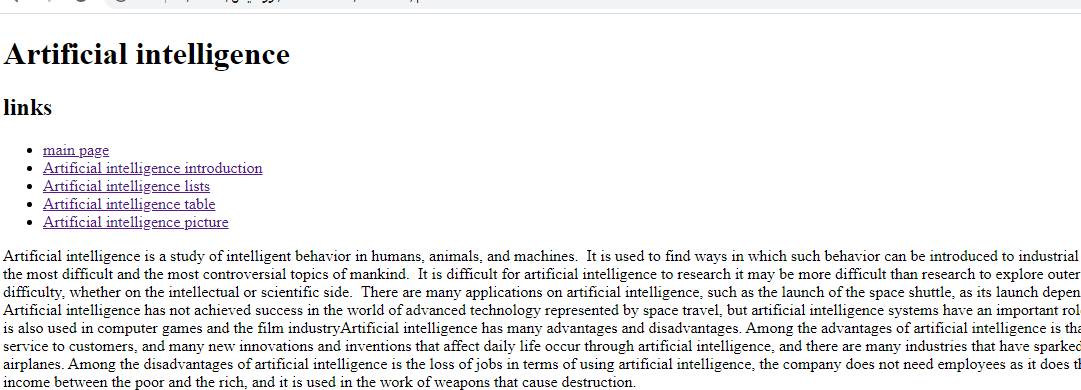 Artificial intelligence
links
main page
Artificial intelligence introduction
Artificial intelligence lists
Artificial intelligence table
Artificial intelligence picture
Artificial intelligence is a study of intelligent behavior in humans, animals, and machines.  It is used to find ways in which such behavior can be introduced to industrial
the most difficult and the most controversial topics of mankind.  It is difficult for artificial intelligence to research it may be more difficult than research to explore outer
difficulty, whether on the intellectual or scientific side.  There are many applications on artificial intelligence, such as the launch of the space shuttle, as its launch depen
Artificial intelligence has not achieved success in the world of advanced technology represented by space travel, but artificial intelligence systems have an important rol
is also used in computer games and the film industryArtificial intelligence has many advantages and disadvantages. Among the advantages of artificial intelligence is tha
service to customers, and many new innovations and inventions that affect daily life occur through artificial intelligence, and there are many industries that have sparked
airplanes. Among the disadvantages of artificial intelligence is the loss of jobs in terms of using artificial intelligence, the company does not need employees as it does th
income between the poor and the rich, and it is used in the work of weapons that cause destruction.